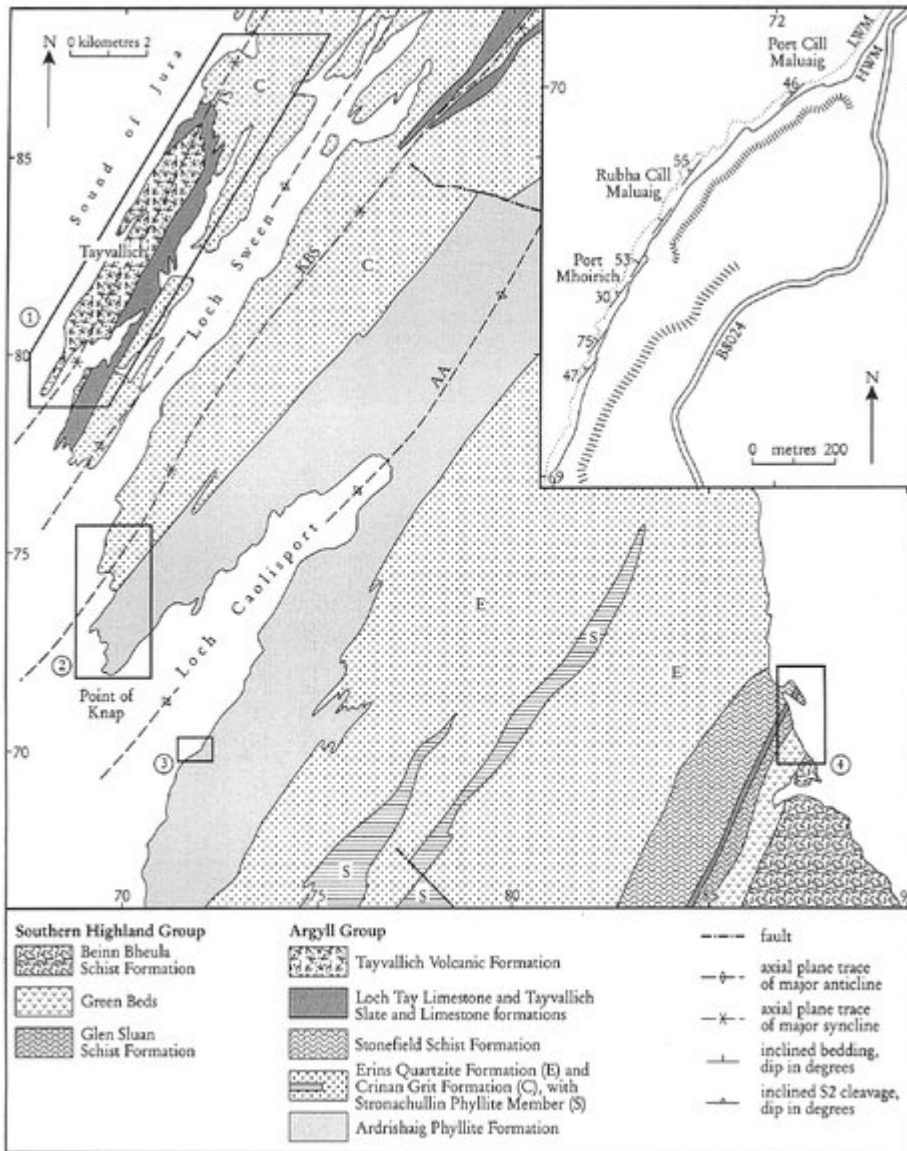 N
0 kilometres 2
Sound of Jura
C
TS
85
Tayvallich
Loch Sween
KBS
C
1
80
AA
Loch Caolisport
75
E
S
E
2
Point of
Knap
70
3
4
S
S
70
75
80
9
72
Port Cill
Maluaig
LWM
HWM
46
70
55
Rubha Cill
Maluaig
53
Port
Mhoirich
30
75
47
B8024
N
0 metres 200
69
Southern Highland Group
Beinn Bheula
Schist Formation
Green Beds
Glen Sluan
Schist Formation
Argyll Group
Tayvallich Volcanic Formation
Loch Tay Limestone and Tayvallich
Slate and Limestone formations
Stonefield Schist Formation
Erins Quartzite Formation (E) and
Crinan Grit Formation (C), with
Stronachullin Phyllite Member (S)
Ardrishaig Phyllite Formation
fault
axial plane trace
of major anticline
axial plane trace
of major syncline
inclined bedding,
dip in degrees
inclined S2 cleavage,
dip in degrees